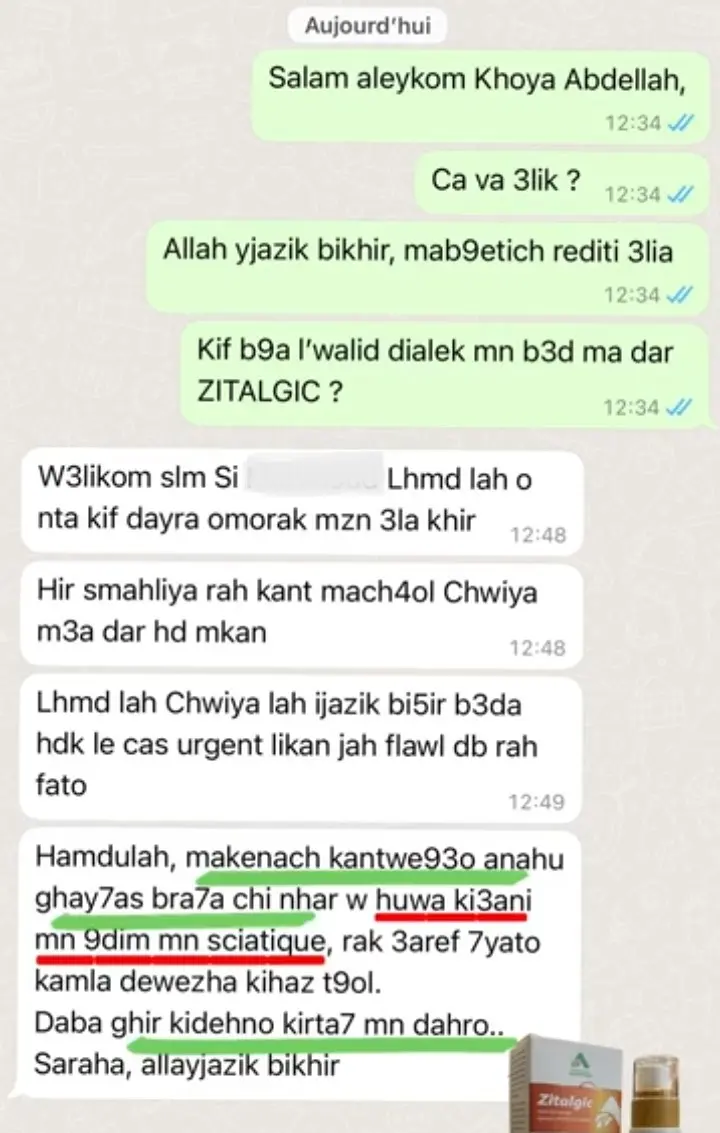 Aujourd'hui
Salam aleykom Khoya Abdellah,
12:34
Ca va 3lik ?
12:34
Allah yjazik bikhir, mab9etich rediti 3lia
12:34
Kif b9a l'walid dialek mn b3d ma dar
ZITALGIC ?
12:34
W3likom slm Si Lhmd lah o
nta kif dayra omorak mzn 3la khir
12:48
Hir smahliya rah kant mach4ol Chwiya
m3a dar hd mkan
12:48
Lhmd lah Chwiya lah ijazik bi5ir b3da
hdk le cas urgent likan jah flawl db rah
fato
12:49
Hamdulah, makenach kantwe93o anahu
ghay7as bra7a chi nhar w huwa ki3ani
mn 9dim mn sciatique, rak 3aref 7yato
kamla dewezha kihaz t9ol.
Daba ghir kidehno kirta7 mn dahro..
Saraha, allayjazik bikhir
Zitalgic